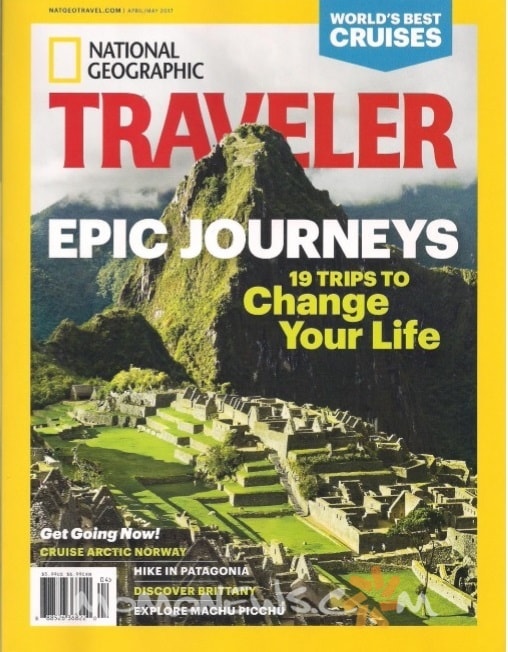 NATGEOTRAVEL.COM | APRIL/MAY 2017
WORLD'S BEST
CRUISES
NATIONAL
GEOGRAPHIC
TRAVELER
EPIC JOURNEYS
19 TRIPS TO
Change
Your Life
Get Going Now!
CRUISE ARCTIC NORWAY
HIKE IN PATAGONIA
DISCOVER BRITTANY
EXPLORE MACHU PICCHU